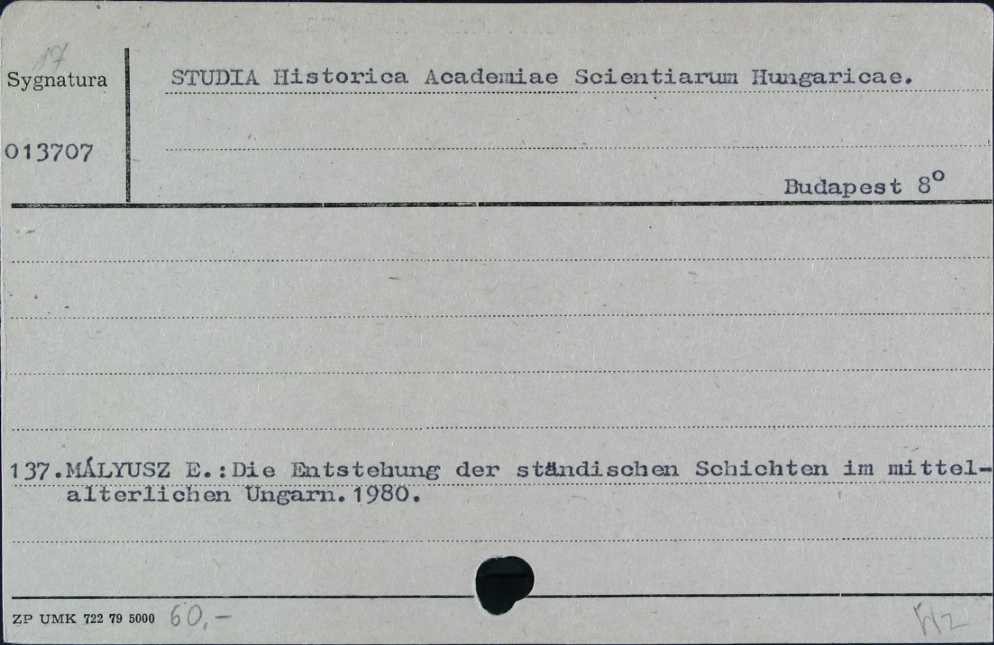 17
Sygnatura
STUDIA Historica Academiae Scientiarum Hungaricae.
013707
Budapest 8º
137.MÁLYUSZ E.:Die Entstehung der ständischen Schichten im mittel-
alterlichen Ungarn.1980.
ZP UMK 722 79 5000 60,-